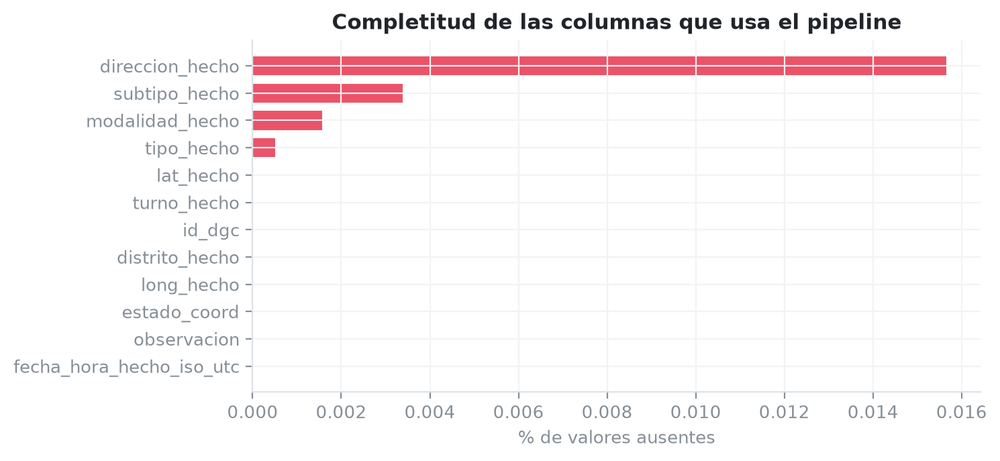 Completitud de las columnas que usa el pipeline
direccion_hecho
subtipo_hecho
modalidad_hecho
tipo_hecho
lat_hecho
turno_hecho
id_dgc
distrito_hecho
long_hecho
estado_coord
observacion
fecha_hora_hecho_iso_utc
0.000 0.002 0.004 0.006 0.008 0.010 0.012 0.014 0.016
% de valores ausentes